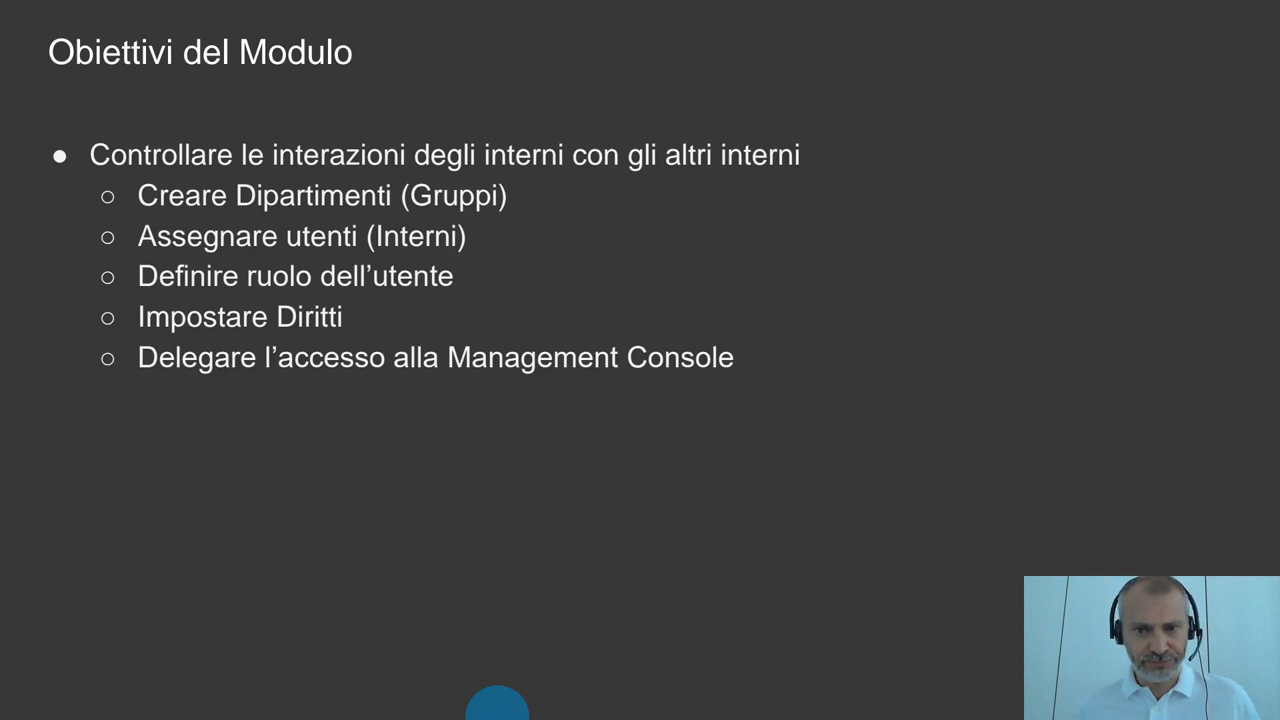 Obiettivi del Modulo
● Controllare le interazioni degli interni con gli altri interni
○ Creare Dipartimenti (Gruppi)
○ Assegnare utenti (Interni)
○ Definire ruolo dell’utente
○ Impostare Diritti
○ Delegare l’accesso alla Management Console